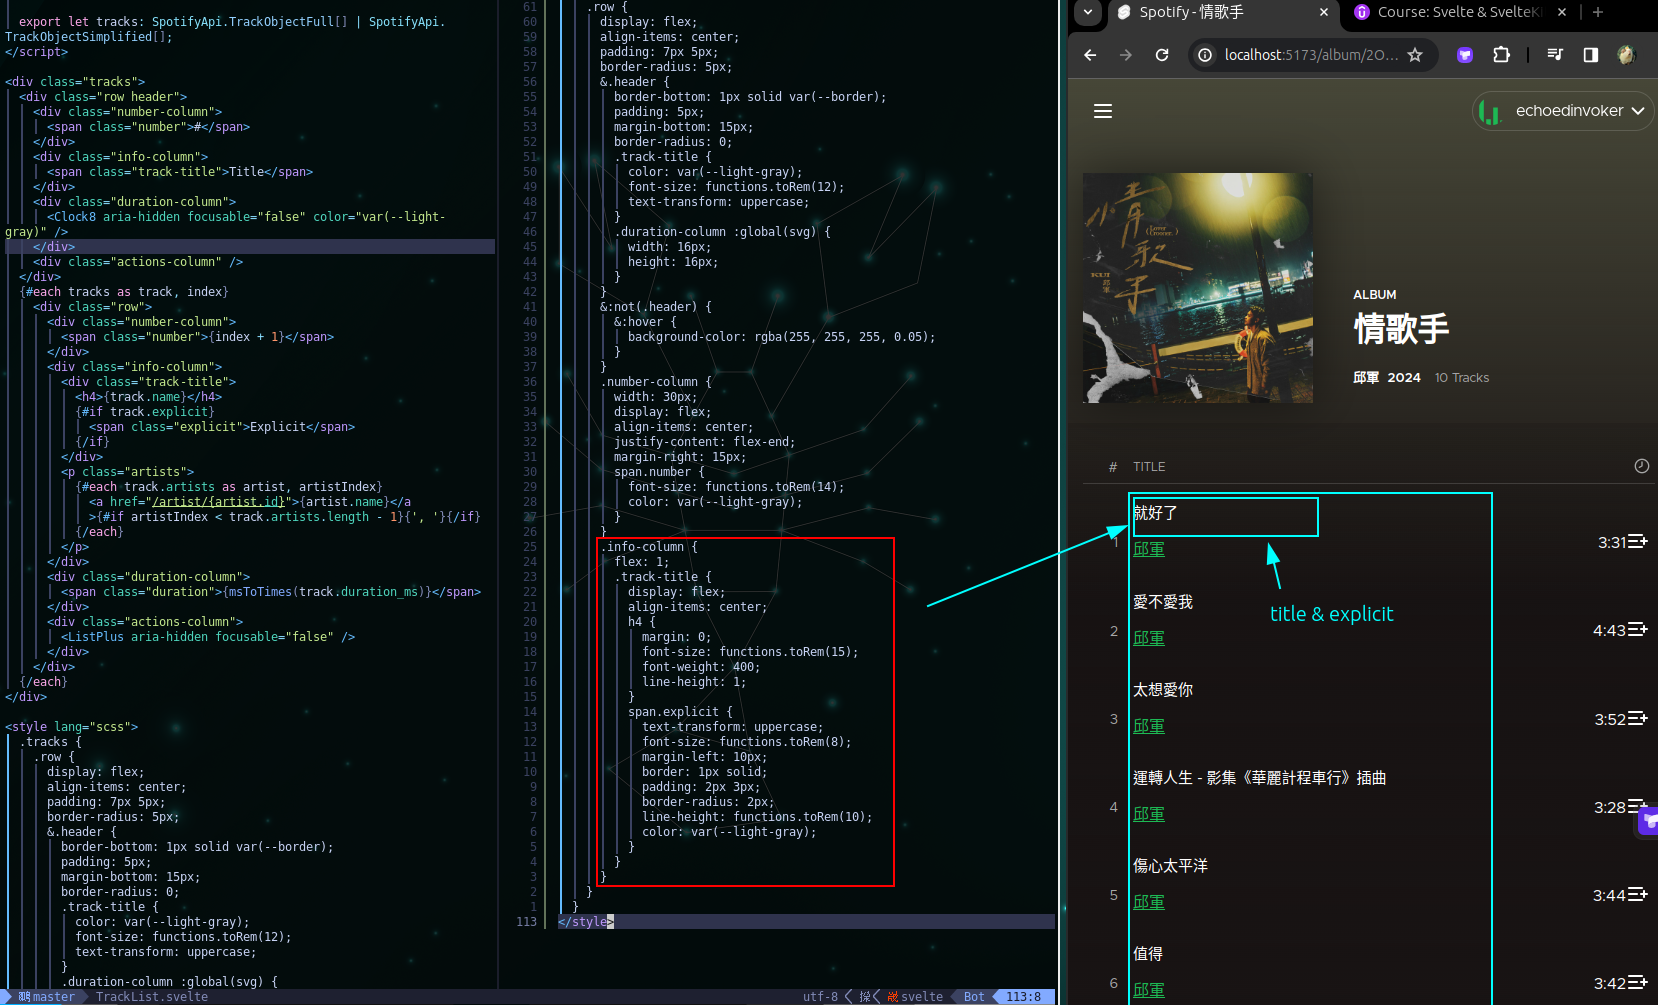 export let tracks: SpotifyApi.TrackObjectFull[] | SpotifyApi.
TrackObjectSimplified[];
</script>
<div class="tracks">
<div class="row header">
<div class="number-column">
<span class="number">#</span>
</div>
<div class="info-column">
<span class="track-title">Title</span>
</div>
<div class="duration-column">
<Clock8 aria-hidden focusable="false" color="var(--light-
gray)" />
</div>
<div class="actions-column" />
</div>
{#each tracks as track, index}
<div class="row">
<div class="number-column">
<span class="number">{index + 1}</span>
</div>
<div class="info-column">
<div class="track-title">
<h4>{track.name}</h4>
{#if track.explicit}
<span class="explicit">Explicit</span>
{/if}
</div>
<p class="artists">
{#each track.artists as artist, artistIndex}
<a href="/artist/{artist.id}">{artist.name}</a
>{#if artistIndex < track.artists.length - 1}{', '}{/if}
{/each}
</p>
</div>
<div class="duration-column">
<span class="duration">{msToTimes(track.duration_ms)}</span>
</div>
<div class="actions-column">
<ListPlus aria-hidden focusable="false" />
</div>
</div>
{/each}
</div>
<style lang="scss">
.tracks {
.row {
display: flex;
align-items: center;
padding: 7px 5px;
border-radius: 5px;
&.header {
border-bottom: 1px solid var(--border);
padding: 5px;
margin-bottom: 15px;
border-radius: 0;
.track-title {
color: var(--light-gray);
font-size: functions.toRem(12);
text-transform: uppercase;
}
.duration-column :global(svg) {
master TrackList.svelte
61 .row {
60 display: flex;
59 align-items: center;
58 padding: 7px 5px;
57 border-radius: 5px;
56 &.header {
55 border-bottom: 1px solid var(--border);
54 padding: 5px;
53 margin-bottom: 15px;
52 border-radius: 0;
51 .track-title {
50 color: var(--light-gray);
49 font-size: functions.toRem(12);
48 text-transform: uppercase;
47 }
46 .duration-column :global(svg) {
45 width: 16px;
44 height: 16px;
43 }
42 }
41 &:not(.header) {
40 &:hover {
39 background-color: rgba(255, 255, 255, 0.05);
38 }
37 }
36 .number-column {
35 width: 30px;
34 display: flex;
33 align-items: center;
32 justify-content: flex-end;
31 margin-right: 15px;
30 span.number {
29 font-size: functions.toRem(14);
28 color: var(--light-gray);
27 }
26 }
25 .info-column {
24 flex: 1;
23 .track-title {
22 display: flex;
21 align-items: center;
20 h4 {
19 margin: 0;
18 font-size: functions.toRem(15);
17 font-weight: 400;
16 line-height: 1;
15 }
14 span.explicit {
13 text-transform: uppercase;
12 font-size: functions.toRem(8);
11 margin-left: 10px;
10 border: 1px solid;
9 padding: 2px 3px;
8 border-radius: 2px;
7 line-height: functions.toRem(10);
6 color: var(--light-gray);
5 }
4 }
3 }
2 }
1 }
113 </style>
utf-8 svelte Bot 113:8
Spotify - 情歌手
Course: Svelte & SvelteKi
localhost:5173/album/2O...
echoedinvoker
情歌手
KUI
邱軍
ALBUM
情歌手
邱軍 2024 10 Tracks
# TITLE
就好了
1 邱軍 3:31
title & explicit
愛不愛我
2 邱軍 4:43
太想愛你
3 邱軍 3:52
運轉人生 - 影集《華麗計程車行》插曲
4 邱軍 3:28
傷心太平洋
5 邱軍 3:44
值得
6 邱軍 3:42